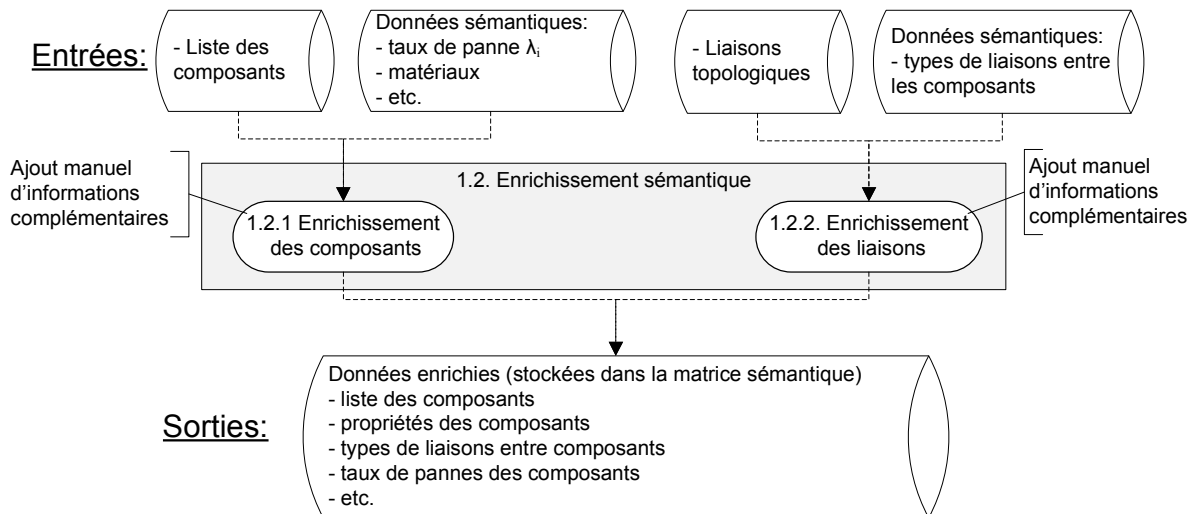 Entrées:
- Liste des
composants
Données sémantiques:
- taux de panne λi
- matériaux
- etc.
- Liaisons
topologiques
Données sémantiques:
- types de liaisons entre
les composants
Ajout manuel
d'informations
complémentaires
1.2. Enrichissement sémantique
1.2.1 Enrichissement
des composants
1.2.2. Enrichissement
des liaisons
Ajout manuel
d'informations
complémentaires
Sorties:
Données enrichies (stockées dans la matrice sémantique)
- liste des composants
- propriétés des composants
- types de liaisons entre composants
- taux de pannes des composants
- etc.